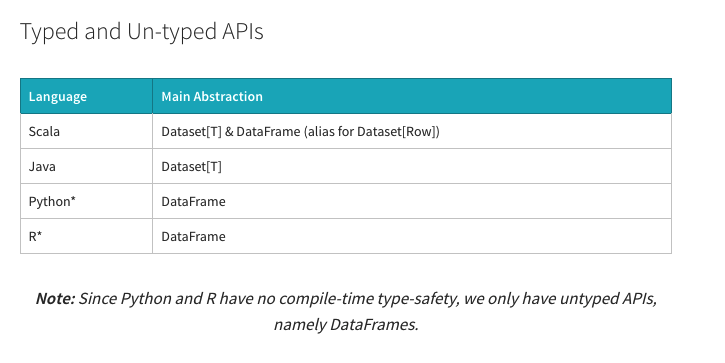 Typed and Un-typed APIs
Language Main Abstraction
Scala Dataset[T] & DataFrame (alias for Dataset[Row])
Java Dataset[T]
Python* DataFrame
R* DataFrame
Note: Since Python and R have no compile-time type-safety, we only have untyped APIs,
namely DataFrames.